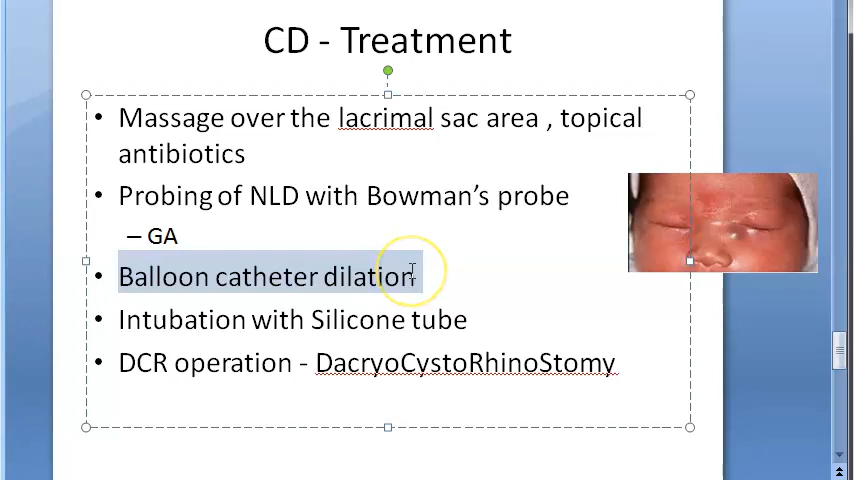 CD - Treatment
• Massage over the lacrimal sac area , topical
antibiotics
• Probing of NLD with Bowman’s probe
– GA
• Balloon catheter dilation
• Intubation with Silicone tube
• DCR operation - DacryoCystoRhinoStomy